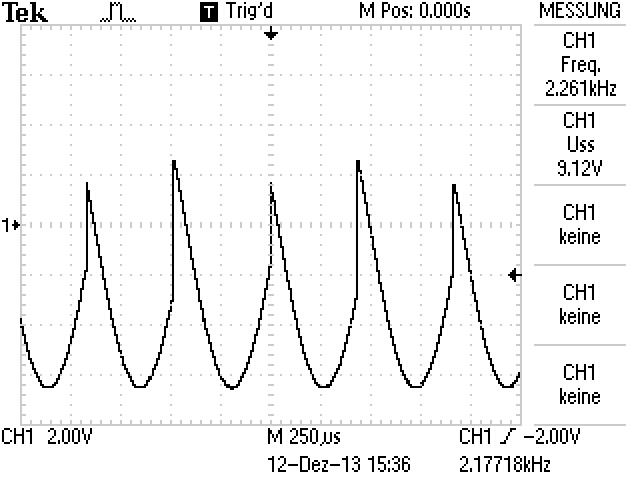 Tek T Trig'd M Pos: 0.000s MESSUNG
CH1
Freq.
2.261kHz
CH1
Uss
9.12V
1
CH1
keine
CH1
keine
CH1
keine
CH1 2.00V M 250µs CH1 -2.00V
12-Dez-13 15:36 2.17718kHz